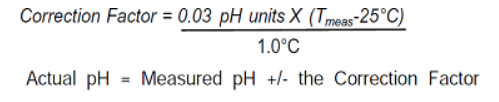 Correction Factor = 0.03 pH units X (Tmeas-25°C)
1.0°C
Actual pH = Measured pH +/- the Correction Factor